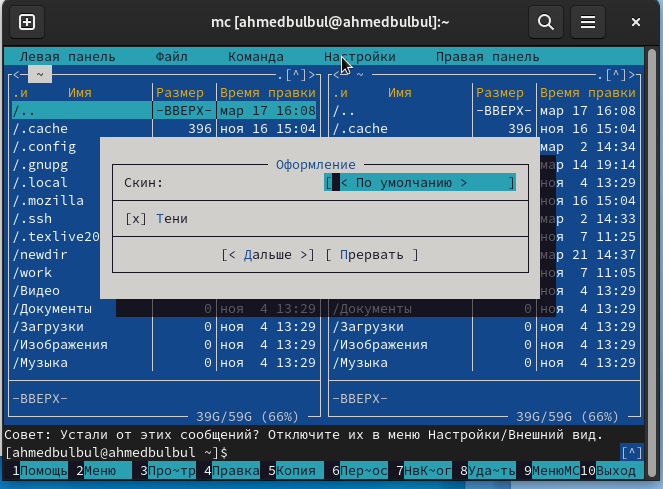 mc [ahmedbulbul@ahmedbulbul]:~
Левая панель Файл Команда Настройки Правая панель
<─ ~ .[^]> <─ ~ .[^]>
.и Имя Размер Время правки .и Имя Размер Время правки
/.. -ВВЕРХ- мар 17 16:08 /.. -ВВЕРХ- мар 17 16:08
/.cache 396 ноя 16 15:04 /.cache 396 ноя 16 15:04
/.config мар 2 14:34
/.gnupg мар 14 19:14
Оформление
/.local Скин: [ < По умолчанию > ] ноя 4 13:29
/.mozilla ноя 16 15:04
/.ssh [x] Тени мар 2 14:33
/.texlive20 ноя 7 11:25
/newdir [< Дальше >] [ Прервать ] мар 21 14:37
/work ноя 7 11:05
/Видео ноя 4 13:29
/Документы 0 ноя 4 13:29 /Документы 0 ноя 4 13:29
/Загрузки 0 ноя 4 13:29 /Загрузки 0 ноя 4 13:29
/Изображения 0 ноя 4 13:29 /Изображения 0 ноя 4 13:29
/Музыка 0 ноя 4 13:29 /Музыка 0 ноя 4 13:29
-ВВЕРХ- -ВВЕРХ-
39G/59G (66%) 39G/59G (66%)
Совет: Устали от этих сообщений? Отключите их в меню Настройки/Внешний вид.
[ahmedbulbul@ahmedbulbul ~]$ [^]
1Помощь 2Меню 3Про~тр 4Правка 5Копия 6Пер~ос 7НвК~ог 8Уда~ть 9МенюМС 10Выход